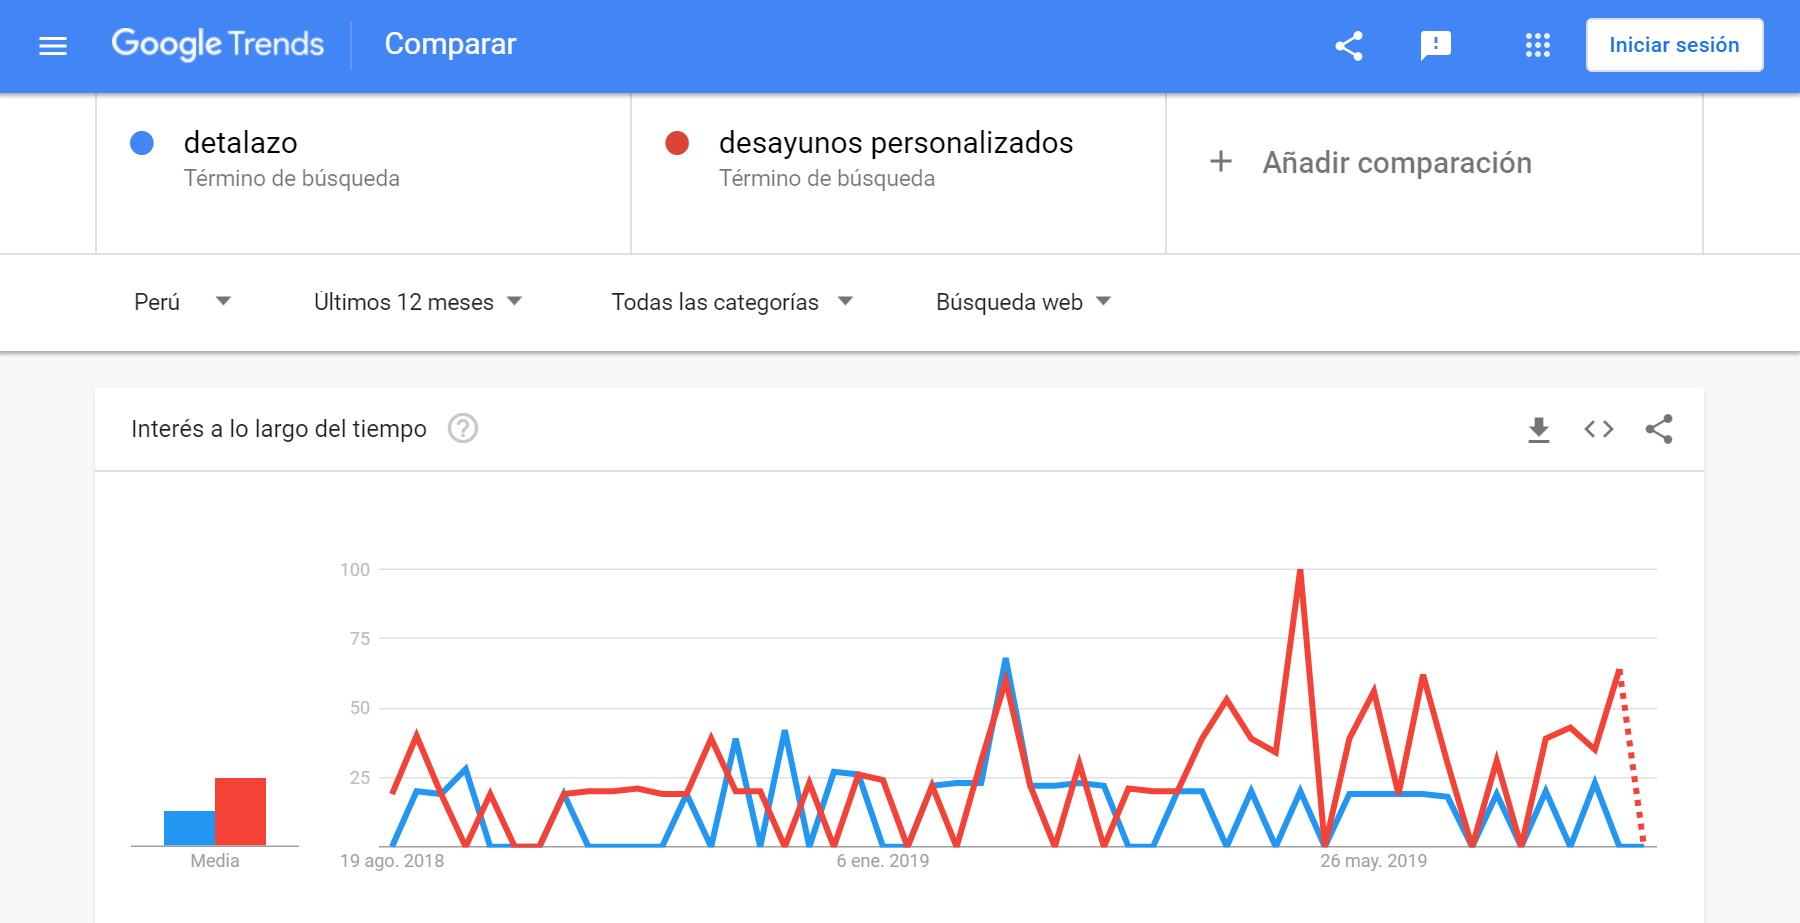 Google Trends Comparar Iniciar sesión
detalazo
Término de búsqueda
desayunos personalizados
Término de búsqueda
+ Añadir comparación
Perú Últimos 12 meses Todas las categorías Búsqueda web
Interés a lo largo del tiempo ?
100
75
50
25
Media
19 ago. 2018 6 ene. 2019 26 may. 2019